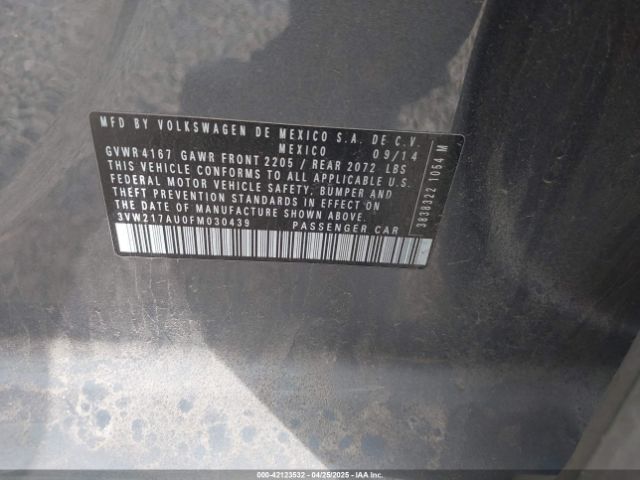 MFD BY VOLKSWAGEN DE MEXICO S.A. DE C.V.
MEXICO 09/14
GVWR 4167 GAWR FRONT 2205 / REAR 2072 LBS
THIS VEHICLE CONFORMS TO ALL APPLICABLE U.S.
FEDERAL MOTOR VEHICLE SAFETY, BUMPER AND
THEFT PREVENTION STANDARDS IN EFFECT ON
THE DATE OF MANUFACTURE SHOWN ABOVE.
3VW217AU0FM030439 PASSENGER CAR
3838322 1054 M
000-42123532 - 04/25/2025 - IAA Inc.